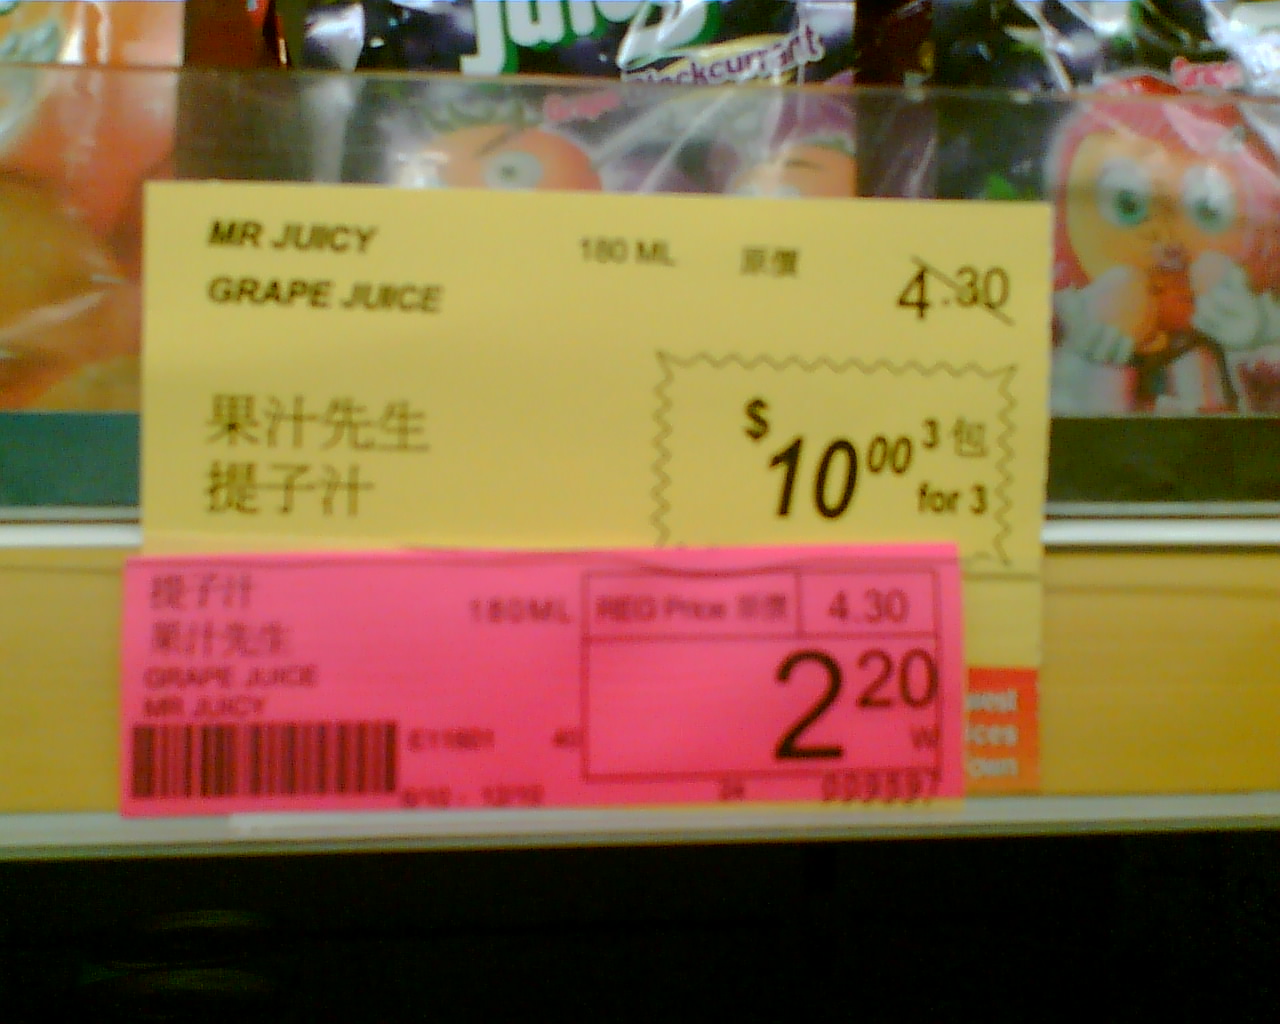 Juicy
Blackcurrant
MR JUICY
GRAPE JUICE
180 ML
原價
4.30
果汁先生
提子汁
$10.00
3 包
for 3
提子汁
果汁先生
GRAPE JUICE
MR JUICY
180ML
REG Price 原價
4.30
2.20
W